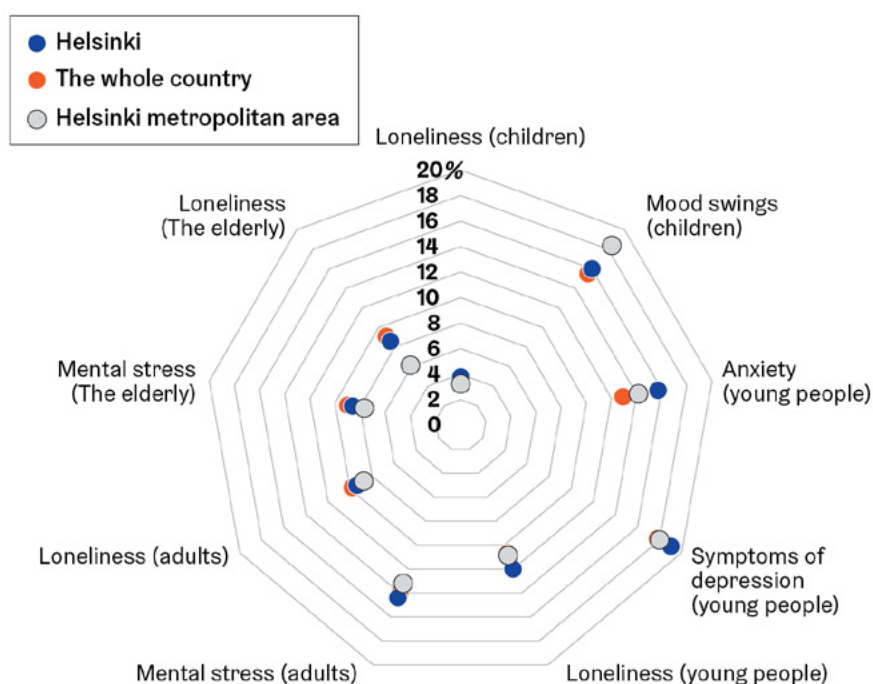 Helsinki
The whole country
Helsinki metropolitan area
Loneliness (children)
20%
18
16
14
12
10
8
6
4
2
0
Mood swings
(children)
Anxiety
(young people)
Symptoms of
depression
(young people)
Loneliness (young people)
Mental stress (adults)
Loneliness (adults)
Mental stress
(The elderly)
Loneliness
(The elderly)